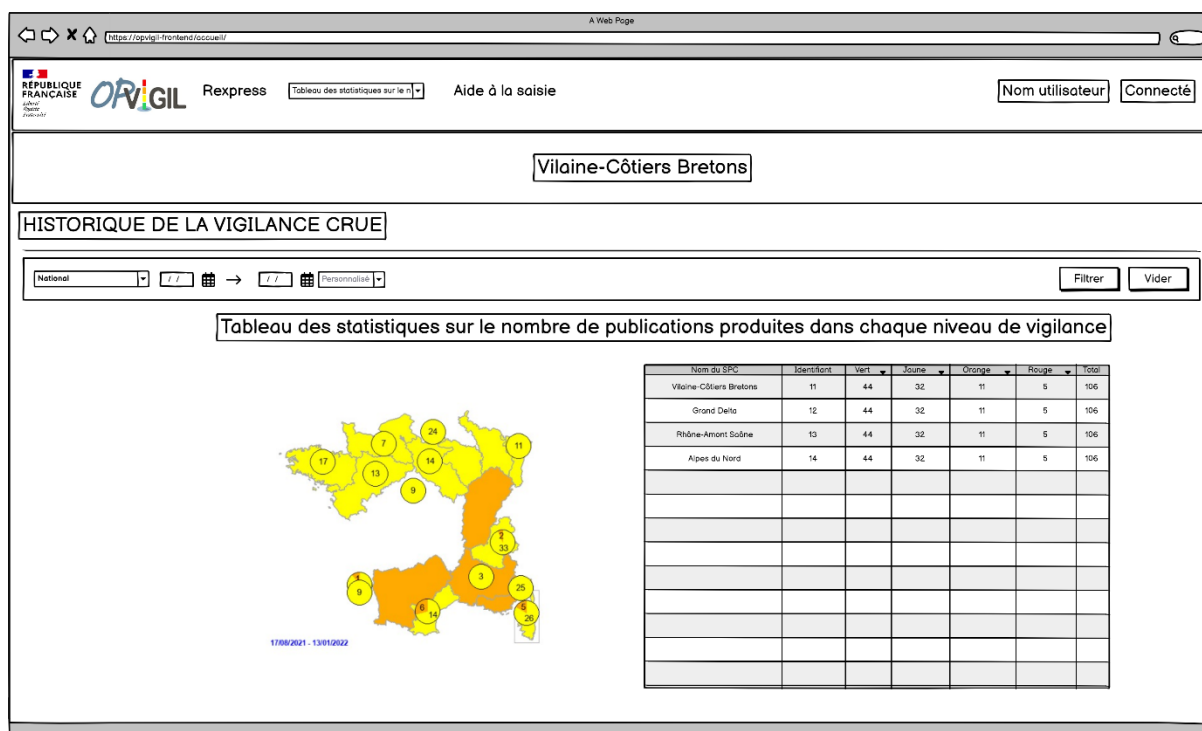 A Web Page
https://opvigil-frontend/accueil/
RÉPUBLIQUE
FRANÇAISE
Liberté
Égalité
Fraternité
OPViGIL
Rexpress
Tableau des statistiques sur le n
Aide à la saisie
Nom utilisateur
Connecté
Vilaine-Côtiers Bretons
HISTORIQUE DE LA VIGILANCE CRUE
National
/ /
/ /
Personnalisé
Filtrer
Vider
Tableau des statistiques sur le nombre de publications produites dans chaque niveau de vigilance
Nom du SPC Identifiant Vert Jaune Orange Rouge Total
Vilaine-Côtiers Bretons 11 44 32 11 5 106
Grand Delta 12 44 32 11 5 106
Rhône-Amont Saône 13 44 32 11 5 106
Alpes du Nord 14 44 32 11 5 106
24
7
11
17
14
13
9
2
33
3
9
25
6
14
5
26
17/08/2021 - 13/01/2022